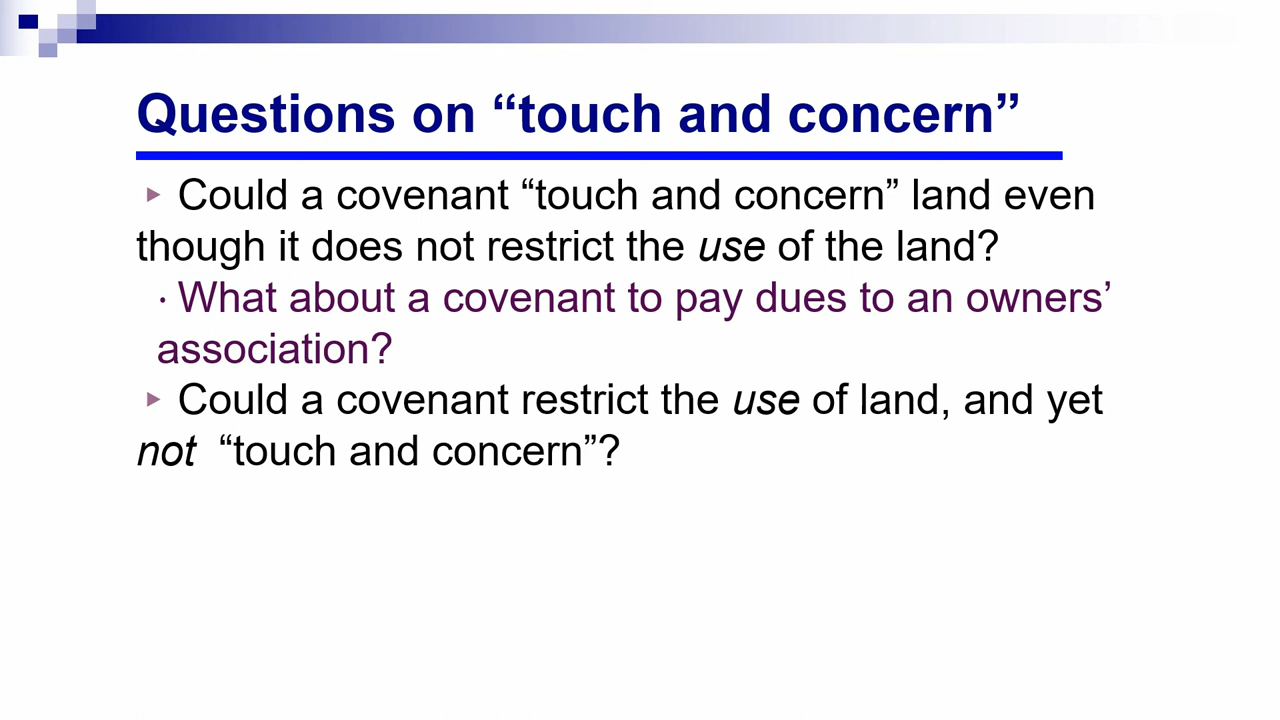 Questions on “touch and concern”
▸ Could a covenant “touch and concern” land even
though it does not restrict the use of the land?
· What about a covenant to pay dues to an owners’
association?
▸ Could a covenant restrict the use of land, and yet
not “touch and concern”?